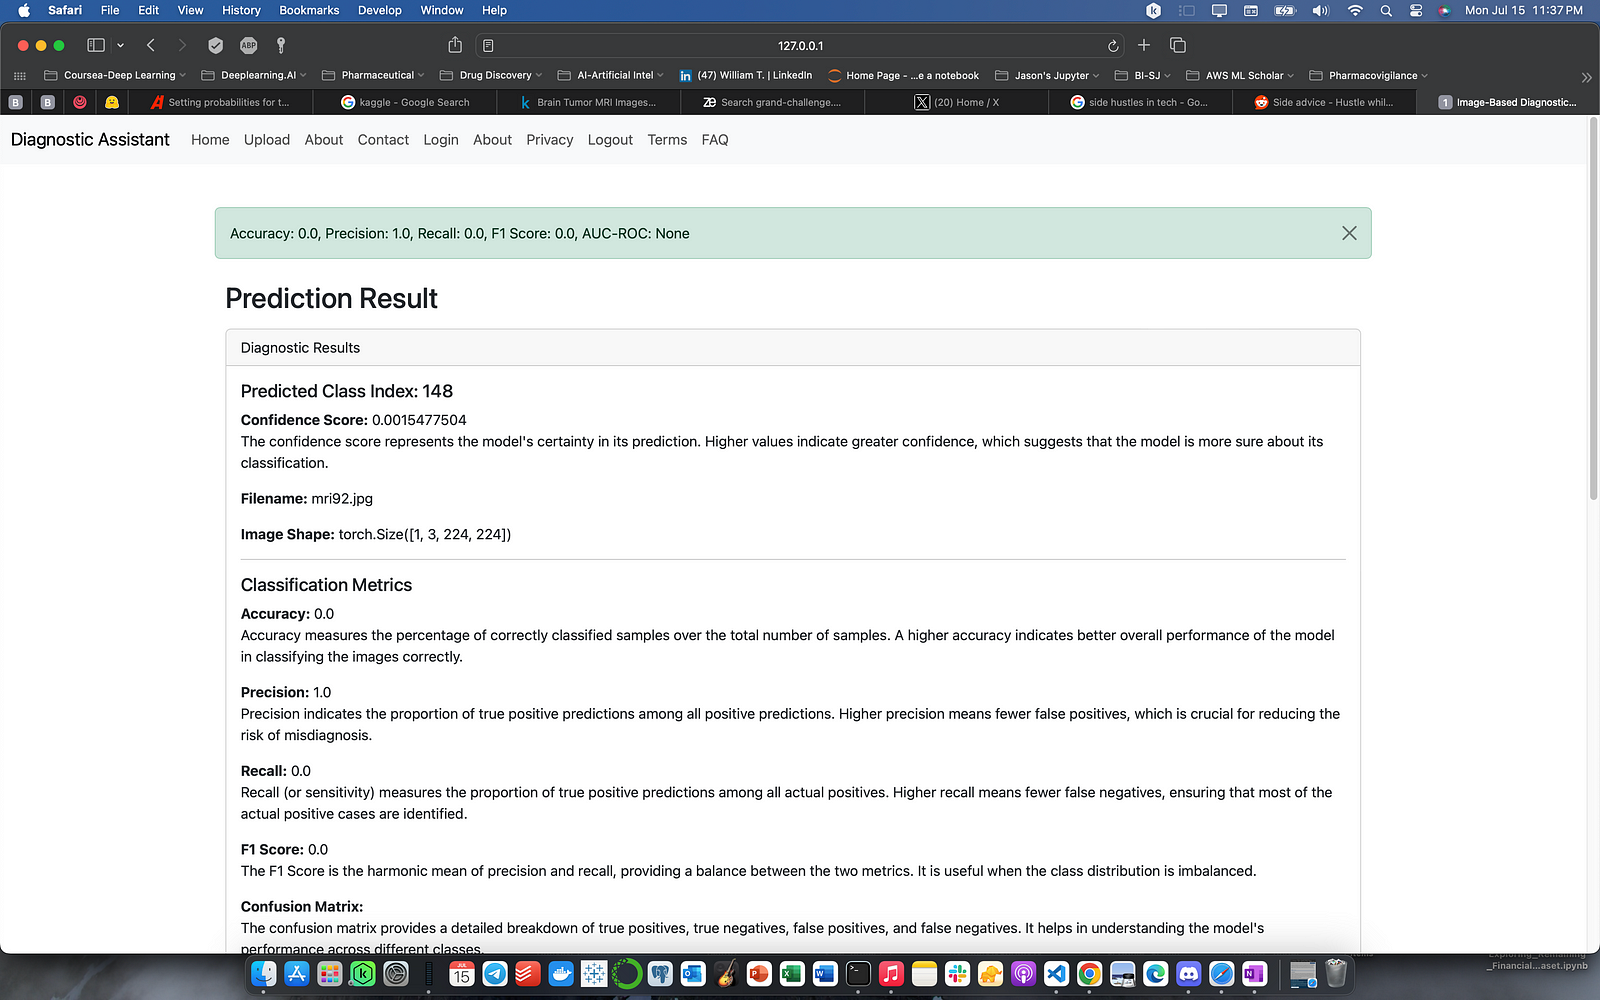 Safari File Edit View History Bookmarks Develop Window Help Mon Jul 15 11:37 PM
ABP 127.0.0.1
Coursea-Deep Learning Deeplearning.AI Pharmaceutical Drug Discovery AI-Artificial Intel (47) William T. | LinkedIn Home Page - ...e a notebook Jason's Jupyter BI-SJ AWS ML Scholar Pharmacovigilance
B B Setting probabilities for t... kaggle - Google Search Brain Tumor MRI Images... Search grand-challenge.... (20) Home / X side hustles in tech - Go... Side advice - Hustle whil... 1 Image-Based Diagnostic...
Diagnostic Assistant Home Upload About Contact Login About Privacy Logout Terms FAQ
Accuracy: 0.0, Precision: 1.0, Recall: 0.0, F1 Score: 0.0, AUC-ROC: None
Prediction Result
Diagnostic Results
Predicted Class Index: 148
Confidence Score: 0.0015477504
The confidence score represents the model's certainty in its prediction. Higher values indicate greater confidence, which suggests that the model is more sure about its
classification.
Filename: mri92.jpg
Image Shape: torch.Size([1, 3, 224, 224])
Classification Metrics
Accuracy: 0.0
Accuracy measures the percentage of correctly classified samples over the total number of samples. A higher accuracy indicates better overall performance of the model
in classifying the images correctly.
Precision: 1.0
Precision indicates the proportion of true positive predictions among all positive predictions. Higher precision means fewer false positives, which is crucial for reducing the
risk of misdiagnosis.
Recall: 0.0
Recall (or sensitivity) measures the proportion of true positive predictions among all actual positives. Higher recall means fewer false negatives, ensuring that most of the
actual positive cases are identified.
F1 Score: 0.0
The F1 Score is the harmonic mean of precision and recall, providing a balance between the two metrics. It is useful when the class distribution is imbalanced.
Confusion Matrix:
The confusion matrix provides a detailed breakdown of true positives, true negatives, false positives, and false negatives. It helps in understanding the model's
performance across different classes.
_Financial...aset.ipynb
JUL
15